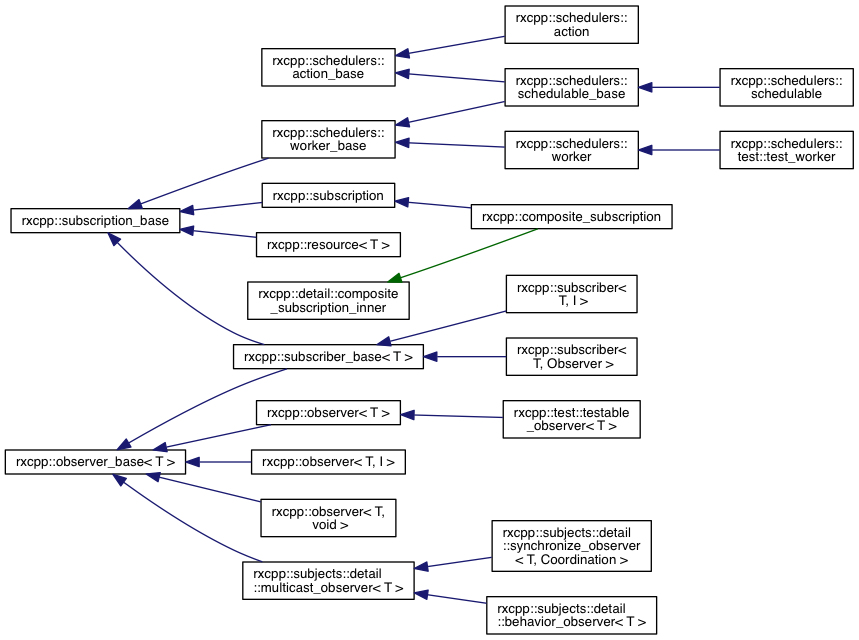 rxcpp::schedulers::
action
rxcpp::schedulers::
action_base
rxcpp::schedulers::
schedulable_base
rxcpp::schedulers::
schedulable
rxcpp::schedulers::
worker_base
rxcpp::schedulers::
worker
rxcpp::schedulers::
test::test_worker
rxcpp::subscription
rxcpp::subscription_base
rxcpp::composite_subscription
rxcpp::resource< T >
rxcpp::detail::composite
_subscription_inner
rxcpp::subscriber<
T, I >
rxcpp::subscriber_base< T >
rxcpp::subscriber<
T, Observer >
rxcpp::observer< T >
rxcpp::test::testable
_observer< T >
rxcpp::observer_base< T >
rxcpp::observer< T, I >
rxcpp::observer< T,
void >
rxcpp::subjects::detail
::synchronize_observer
< T, Coordination >
rxcpp::subjects::detail
::multicast_observer< T >
rxcpp::subjects::detail
::behavior_observer< T >